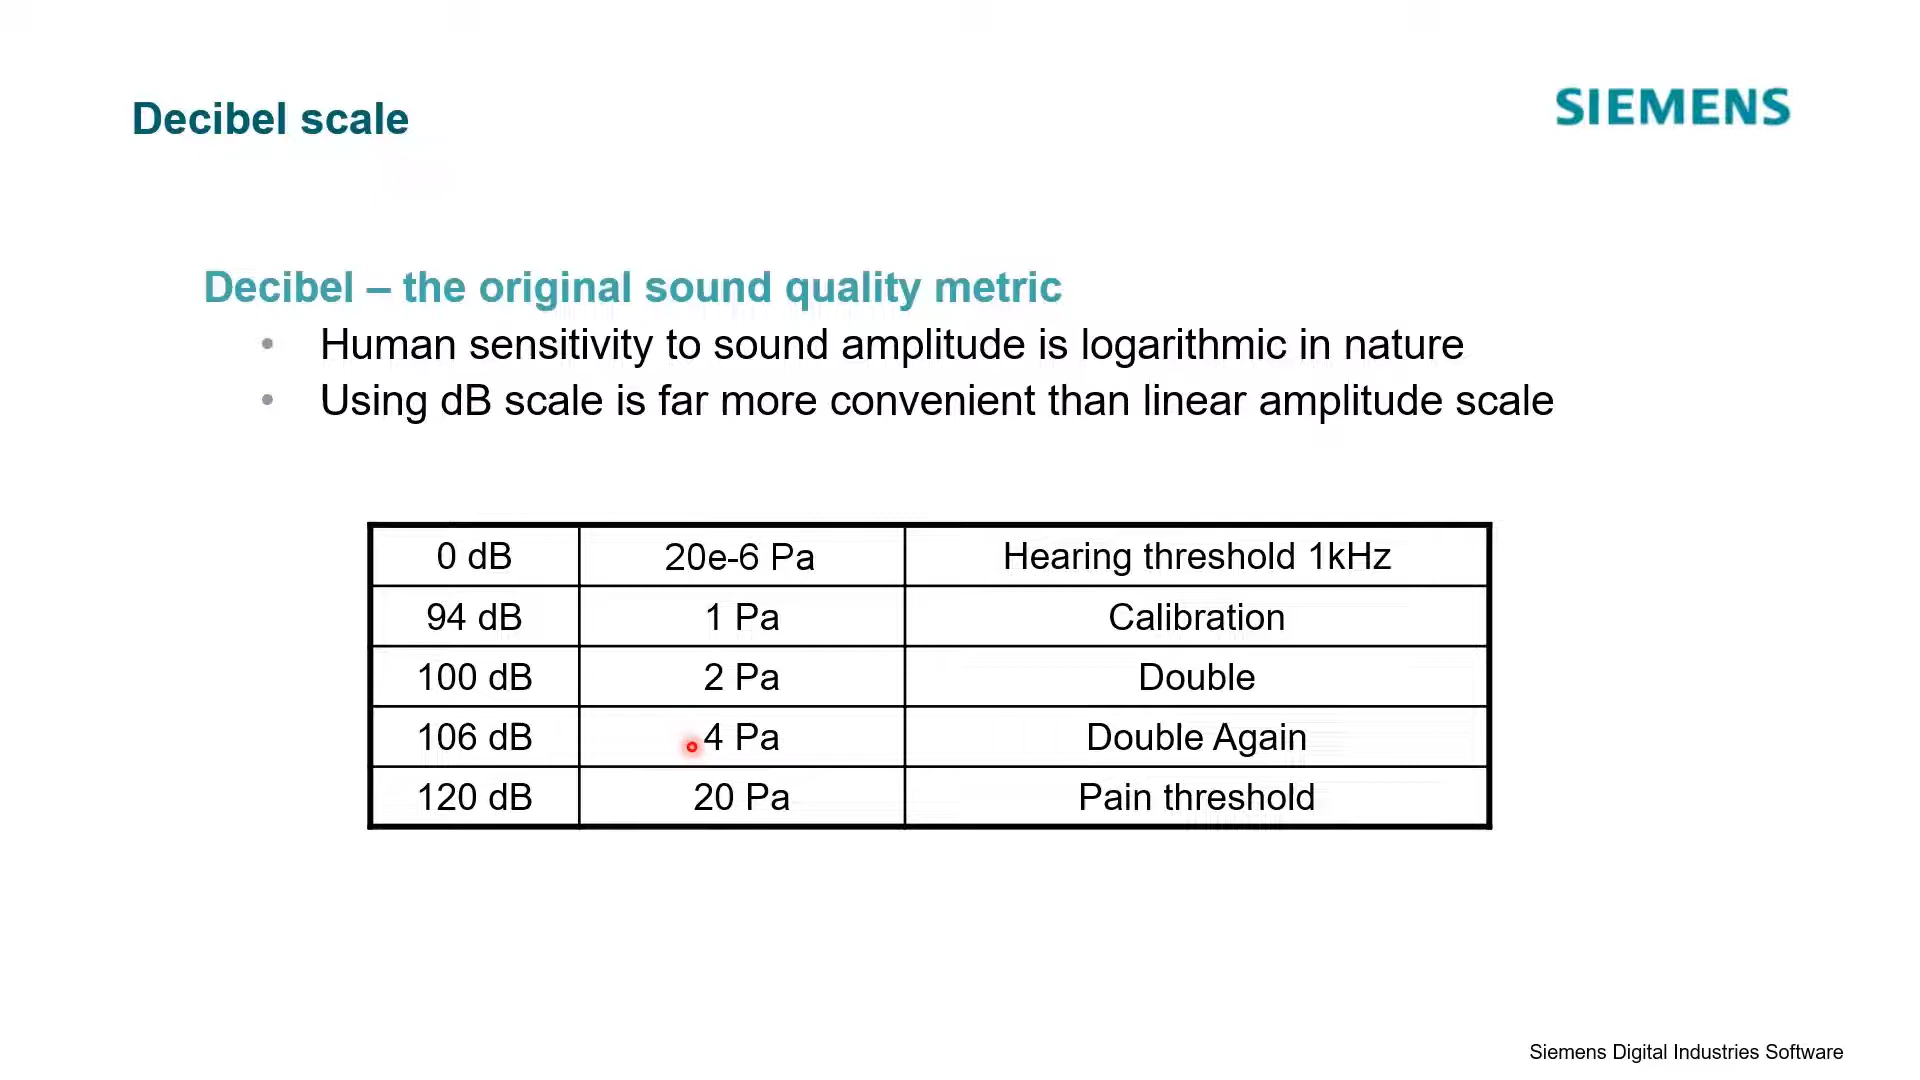 Decibel scale
SIEMENS
Decibel – the original sound quality metric
• Human sensitivity to sound amplitude is logarithmic in nature
• Using dB scale is far more convenient than linear amplitude scale
0 dB 20e-6 Pa Hearing threshold 1kHz
94 dB 1 Pa Calibration
100 dB 2 Pa Double
106 dB 4 Pa Double Again
120 dB 20 Pa Pain threshold
Siemens Digital Industries Software